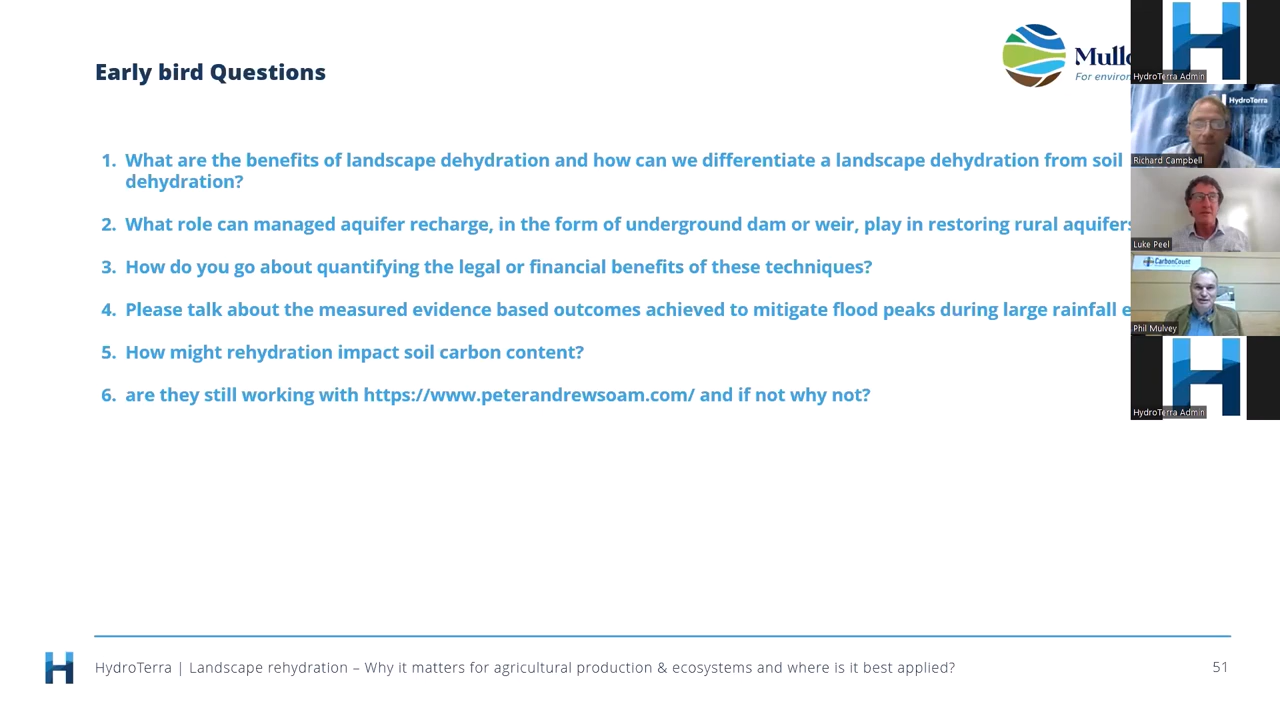 Early bird Questions
For environ
HydroTerra Admin
HydroTerra
Richard Campbell
1. What are the benefits of landscape dehydration and how can we differentiate a landscape dehydration from soil
dehydration?
2. What role can managed aquifer recharge, in the form of underground dam or weir, play in restoring rural aquifers
Luke Peel
3. How do you go about quantifying the legal or financial benefits of these techniques?
CarbonCount
4. Please talk about the measured evidence based outcomes achieved to mitigate flood peaks during large rainfall e
Phil Mulvey
5. How might rehydration impact soil carbon content?
6. are they still working with https://www.peterandrewsoam.com/ and if not why not?
HydroTerra Admin
HydroTerra | Landscape rehydration – Why it matters for agricultural production & ecosystems and where is it best applied?
51